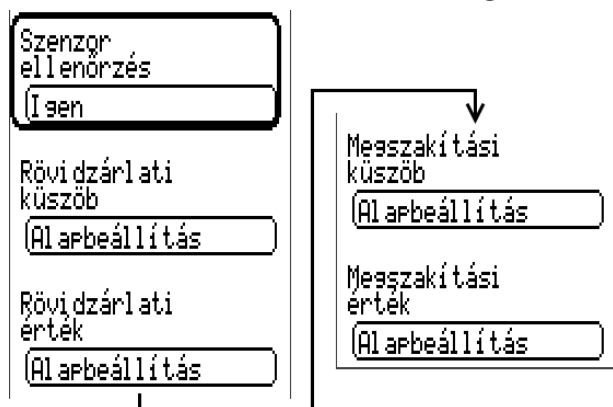 Szenzor
ellenőrzés
Igen
Rövidzárlati
küszöb
Alapbeállítás
Rövidzárlati
érték
Alapbeállítás
Megszakítási
küszöb
Alapbeállítás
Megszakítási
érték
Alapbeállítás